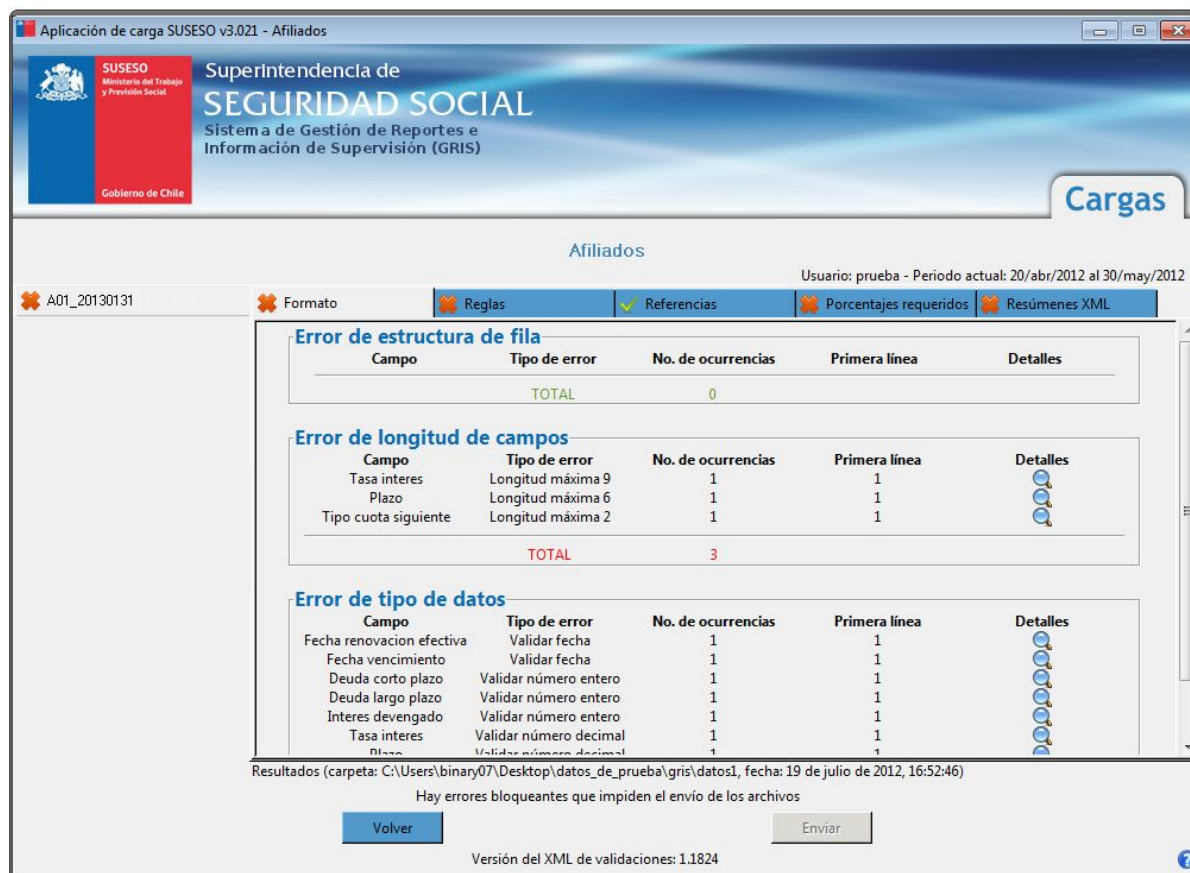 Aplicación de carga SUSESO v3.021 - Afiliados
SUSESO
Ministerio del Trabajo
y Previsión Social
Gobierno de Chile
Superintendencia de
SEGURIDAD SOCIAL
Sistema de Gestión de Reportes e
Información de Supervisión (GRIS)
Cargas
Afiliados
Usuario: prueba - Periodo actual: 20/abr/2012 al 30/may/2012
A01_20130131
Formato Reglas Referencias Porcentajes requeridos Resúmenes XML
Error de estructura de fila
Campo Tipo de error No. de ocurrencias Primera línea Detalles
TOTAL 0
Error de longitud de campos
Campo Tipo de error No. de ocurrencias Primera línea Detalles
Tasa interes Longitud máxima 9 1 1
Plazo Longitud máxima 6 1 1
Tipo cuota siguiente Longitud máxima 2 1 1
TOTAL 3
Error de tipo de datos
Campo Tipo de error No. de ocurrencias Primera línea Detalles
Fecha renovacion efectiva Validar fecha 1 1
Fecha vencimiento Validar fecha 1 1
Deuda corto plazo Validar número entero 1 1
Deuda largo plazo Validar número entero 1 1
Interes devengado Validar número entero 1 1
Tasa interes Validar número decimal 1 1
Plazo Validar número decimal 1 1
Resultados (carpeta: C:\Users\binary07\Desktop\datos_de_prueba\gris\datos1, fecha: 19 de julio de 2012, 16:52:46)
Hay errores bloqueantes que impiden el envío de los archivos
Volver Enviar
Versión del XML de validaciones: 1.1824